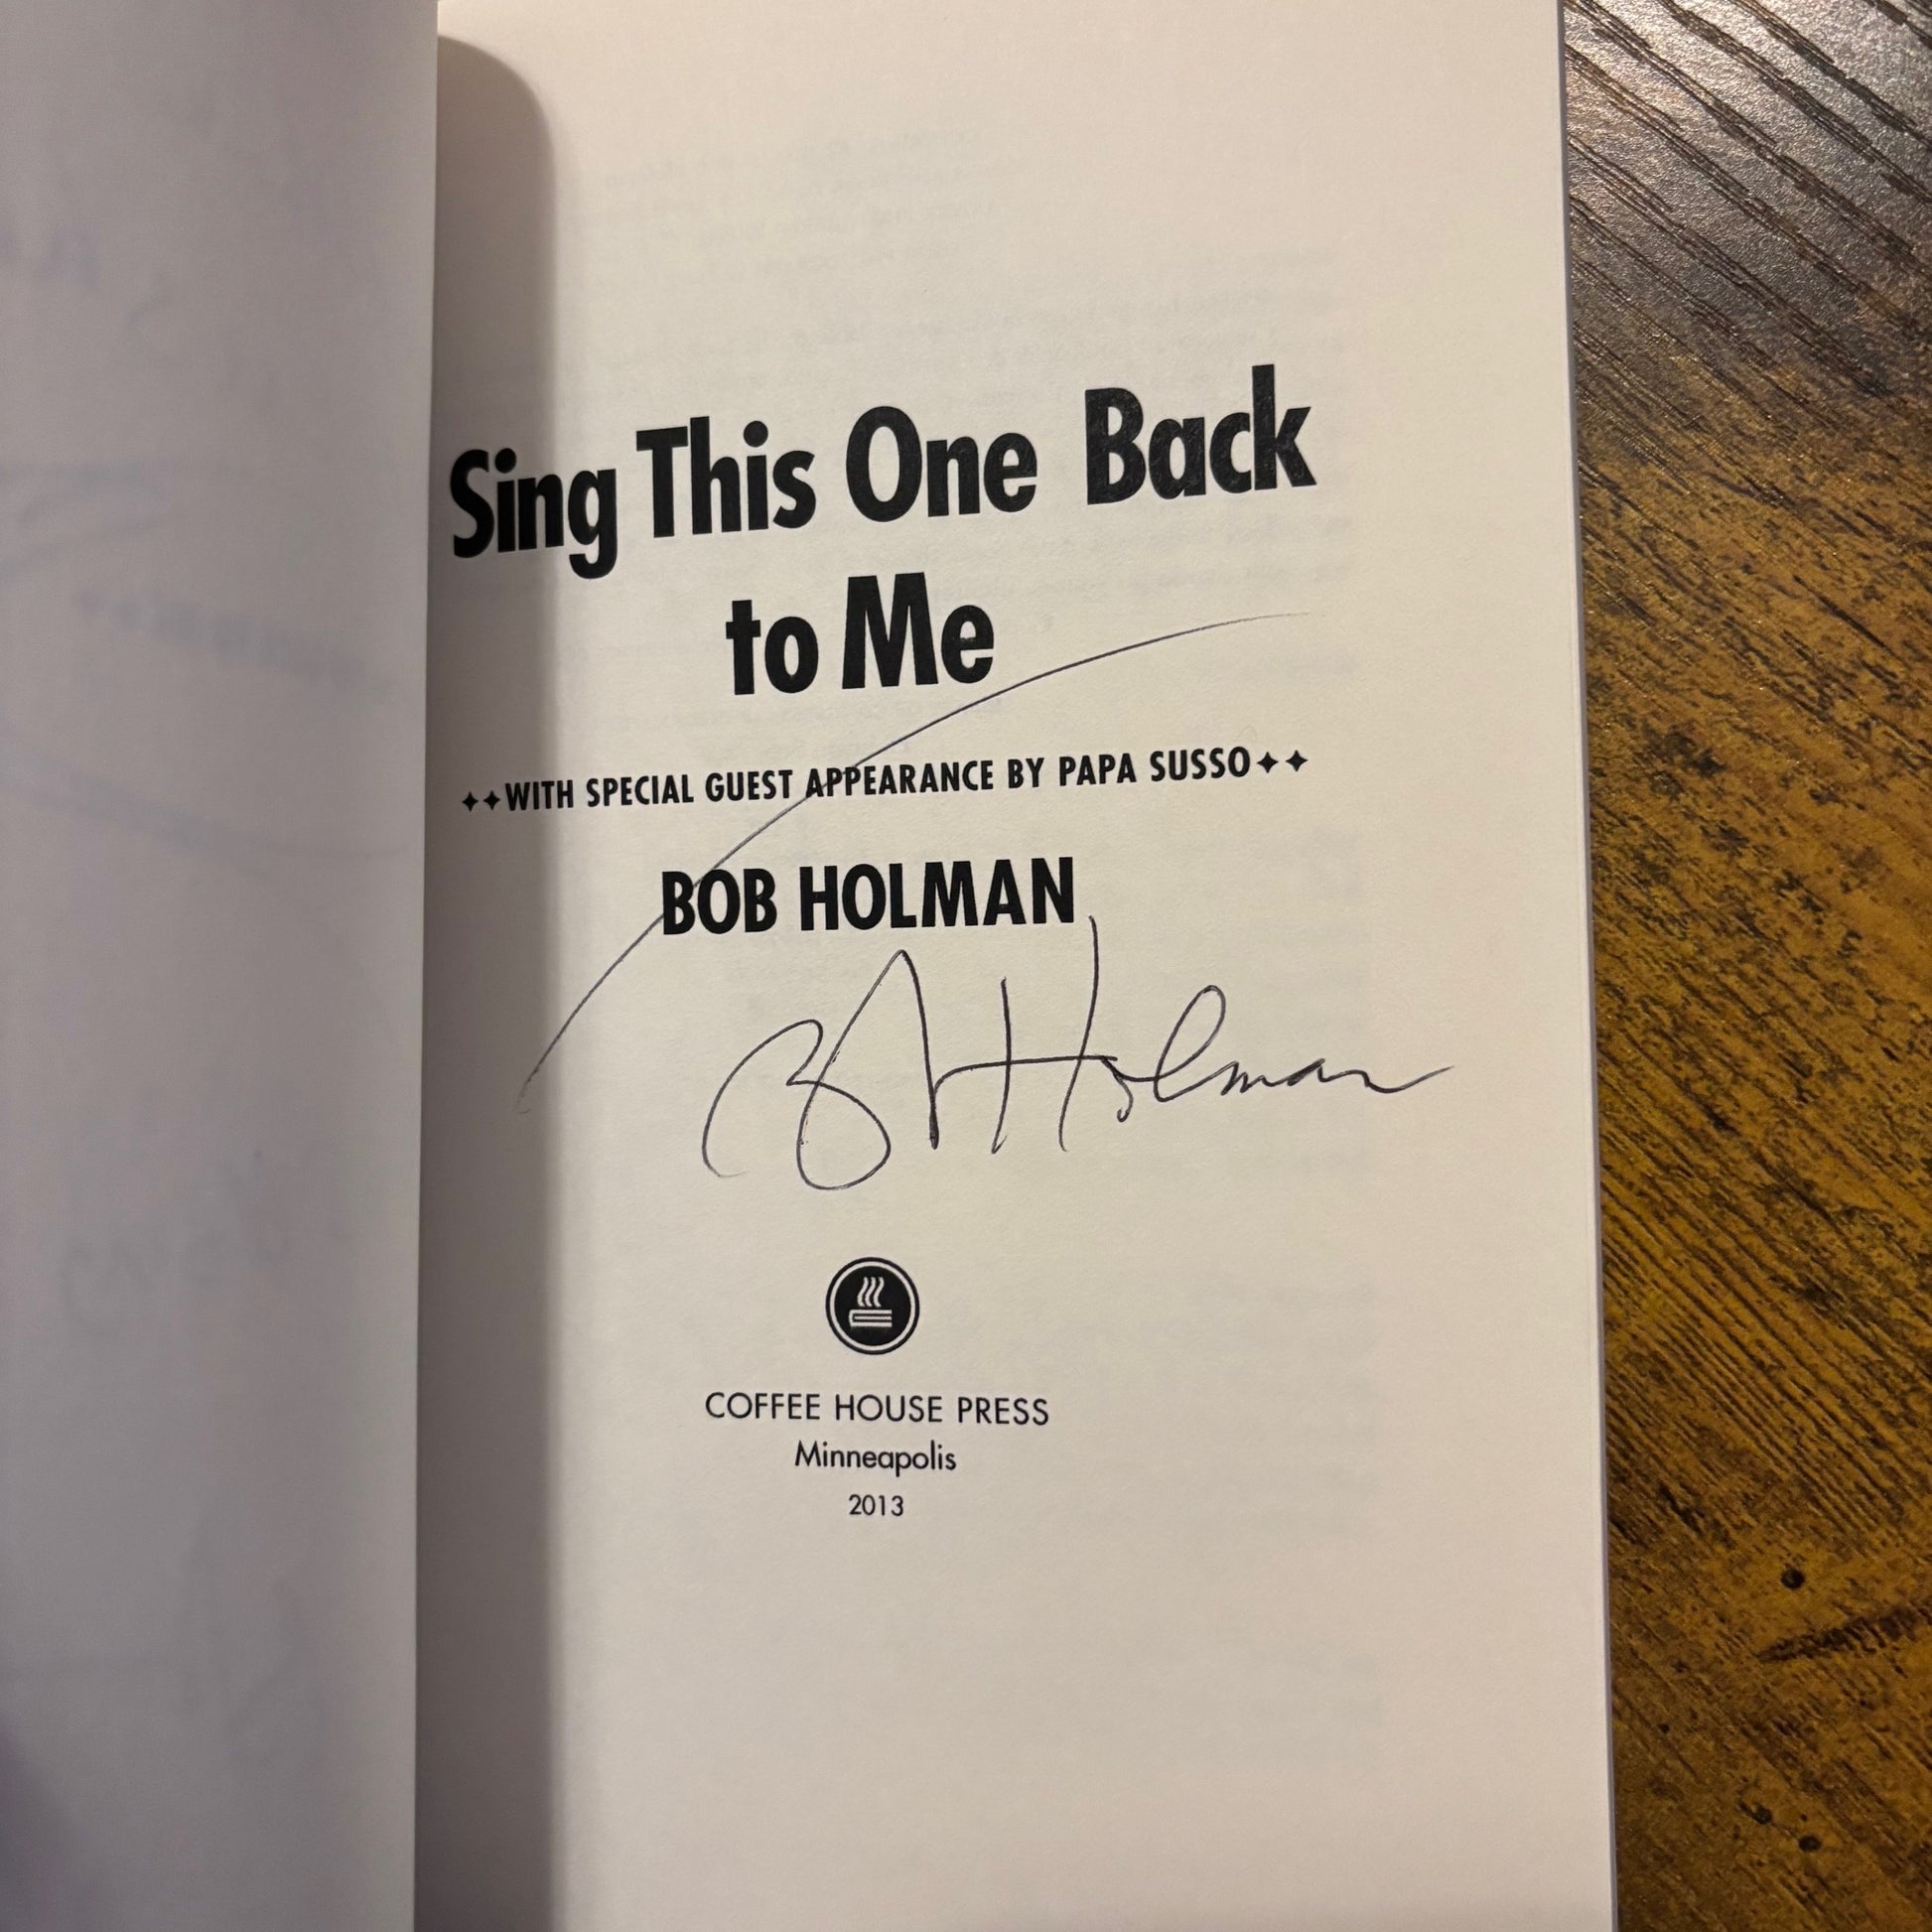 Sing This One Back
to Me
✦✦WITH SPECIAL GUEST APPEARANCE BY PAPA SUSSO✦✦
BOB HOLMAN
Bob Holman
COFFEE HOUSE PRESS
Minneapolis
2013